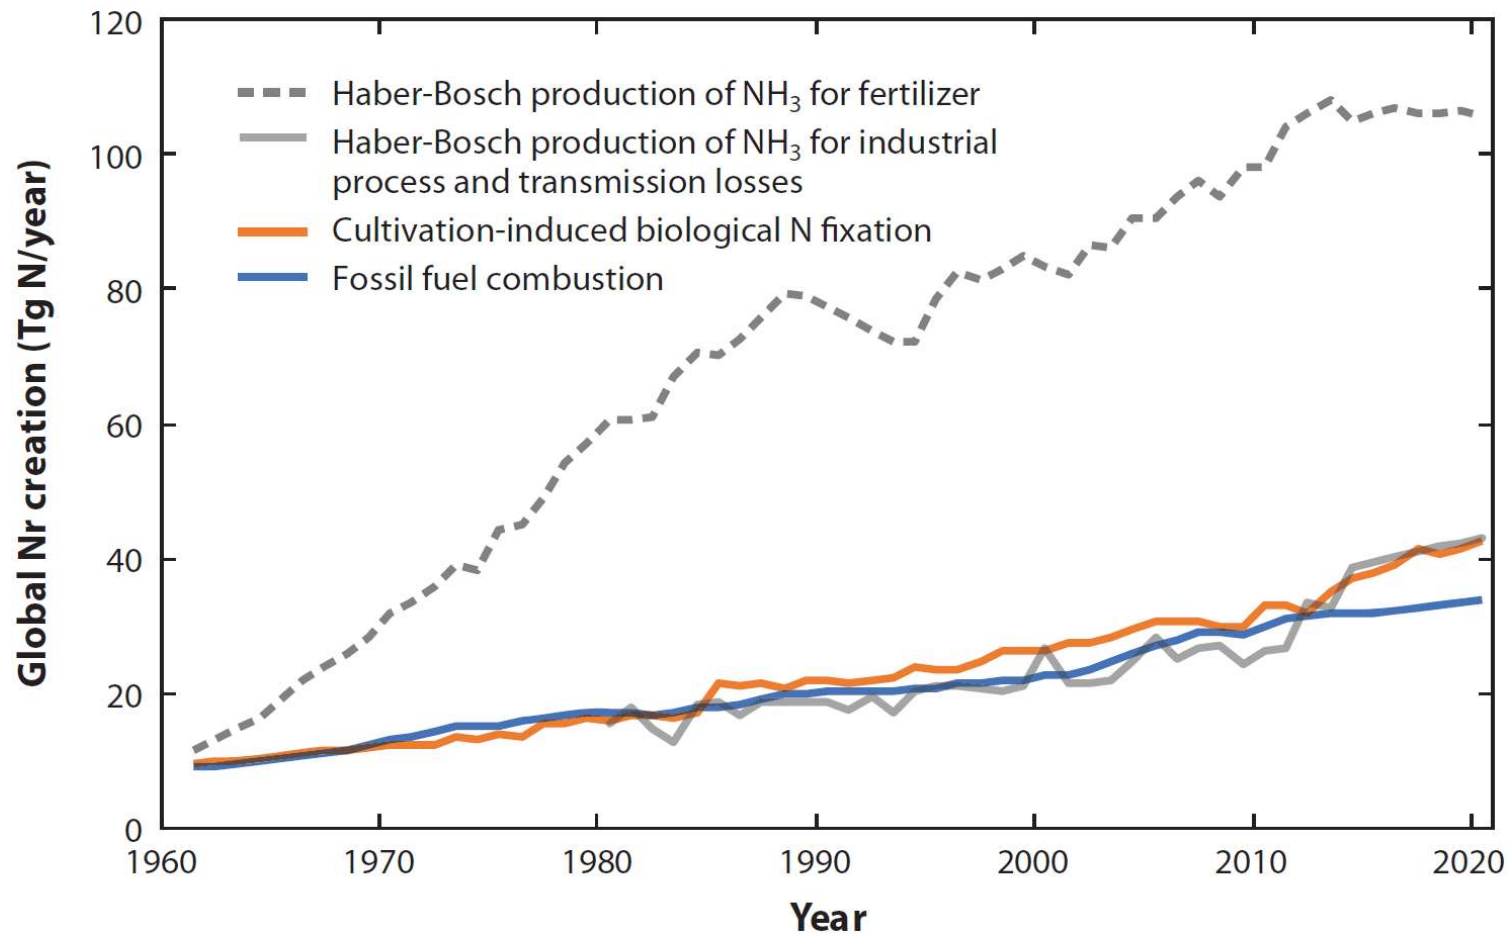 120
100
80
60
40
20
0
Global Nr creation (Tg N/year)
Haber-Bosch production of NH₃ for fertilizer
Haber-Bosch production of NH₃ for industrial
process and transmission losses
Cultivation-induced biological N fixation
Fossil fuel combustion
1960 1970 1980 1990 2000 2010 2020
Year